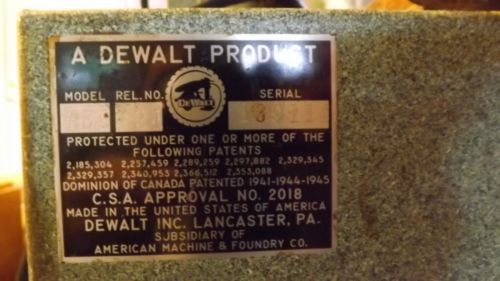 A DEWALT PRODUCT
MODEL REL. NO. SERIAL
DEWALT
PROTECTED UNDER ONE OR MORE OF THE
FOLLOWING PATENTS
2,185,304 2,257,459 2,289,259 2,297,882 2,329,345
2,329,357 2,340,953 2,366,512 2,353,088
DOMINION OF CANADA PATENTED 1941-1944-1945
C.S.A. APPROVAL NO. 2018
MADE IN THE UNITED STATES OF AMERICA
DEWALT INC. LANCASTER, PA.
SUBSIDIARY OF
AMERICAN MACHINE & FOUNDRY CO.